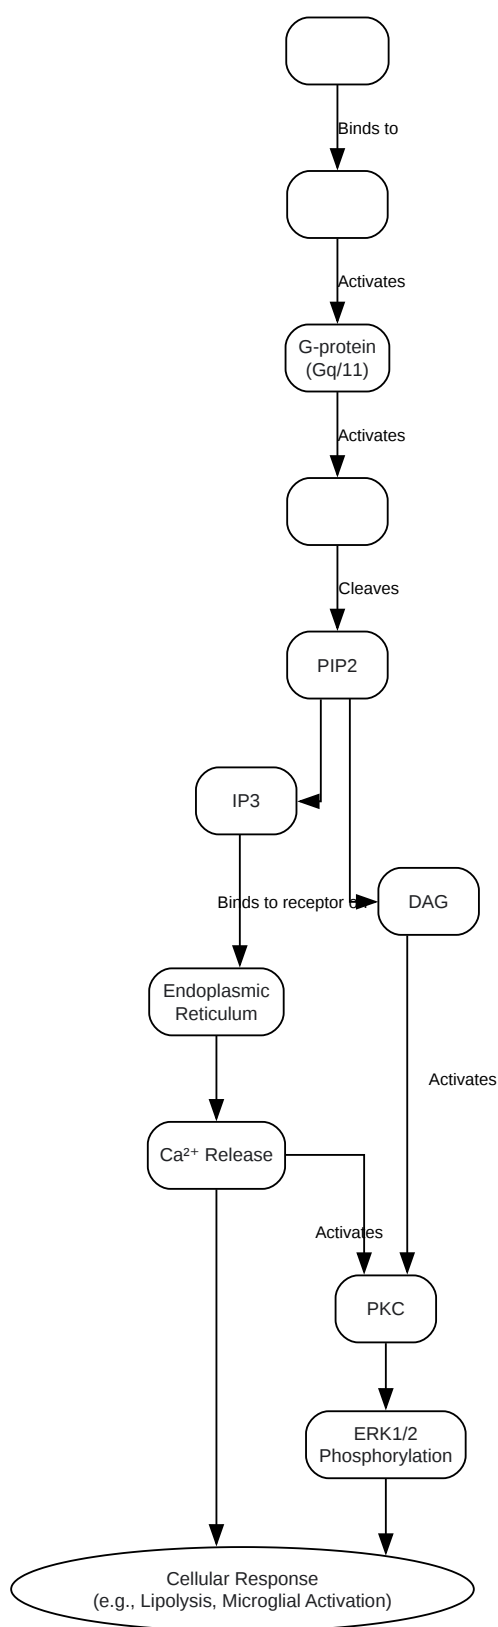 Binds to
Activates
G-protein
(Gq/11)
Activates
Cleaves
PIP2
IP3
Binds to receptor
DAG
Endoplasmic
Reticulum
Activates
Ca²⁺ Release
Activates
PKC
ERK1/2
Phosphorylation
Cellular Response
(e.g., Lipolysis, Microglial Activation)